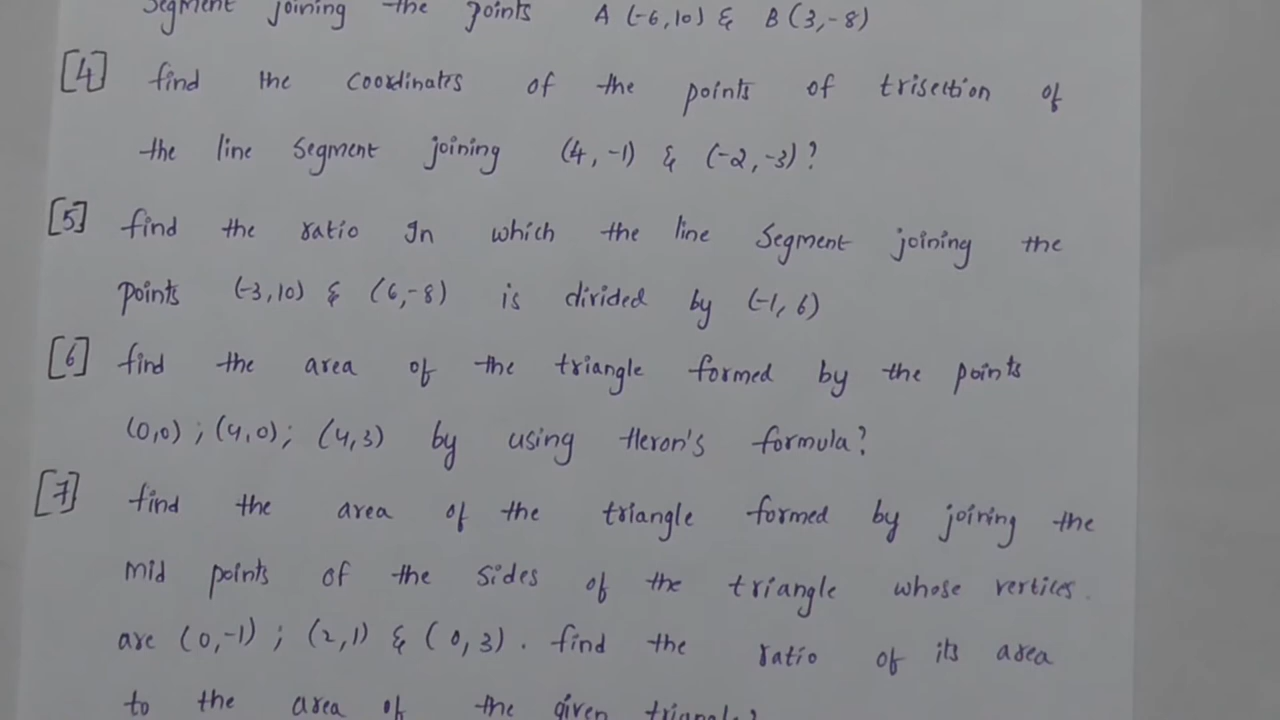 Segment joining the points A (-6,10) & B(3,-8)
[4] find the coordinates of the points of trisection of
the line segment joining (4,-1) & (-2,-3)?
[5] find the ratio In which the line segment joining the
points (-3,10) & (6,-8) is divided by (-1,6)
[6] find the area of the triangle formed by the points
(0,0) ; (4,0) ; (4,3) by using Heron's formula?
[7] find the area of the triangle formed by joining the
mid points of the sides of the triangle whose vertices.
are (0,-1) ; (2,1) & (0,3). find the ratio of its area
to the area of the given triangle?